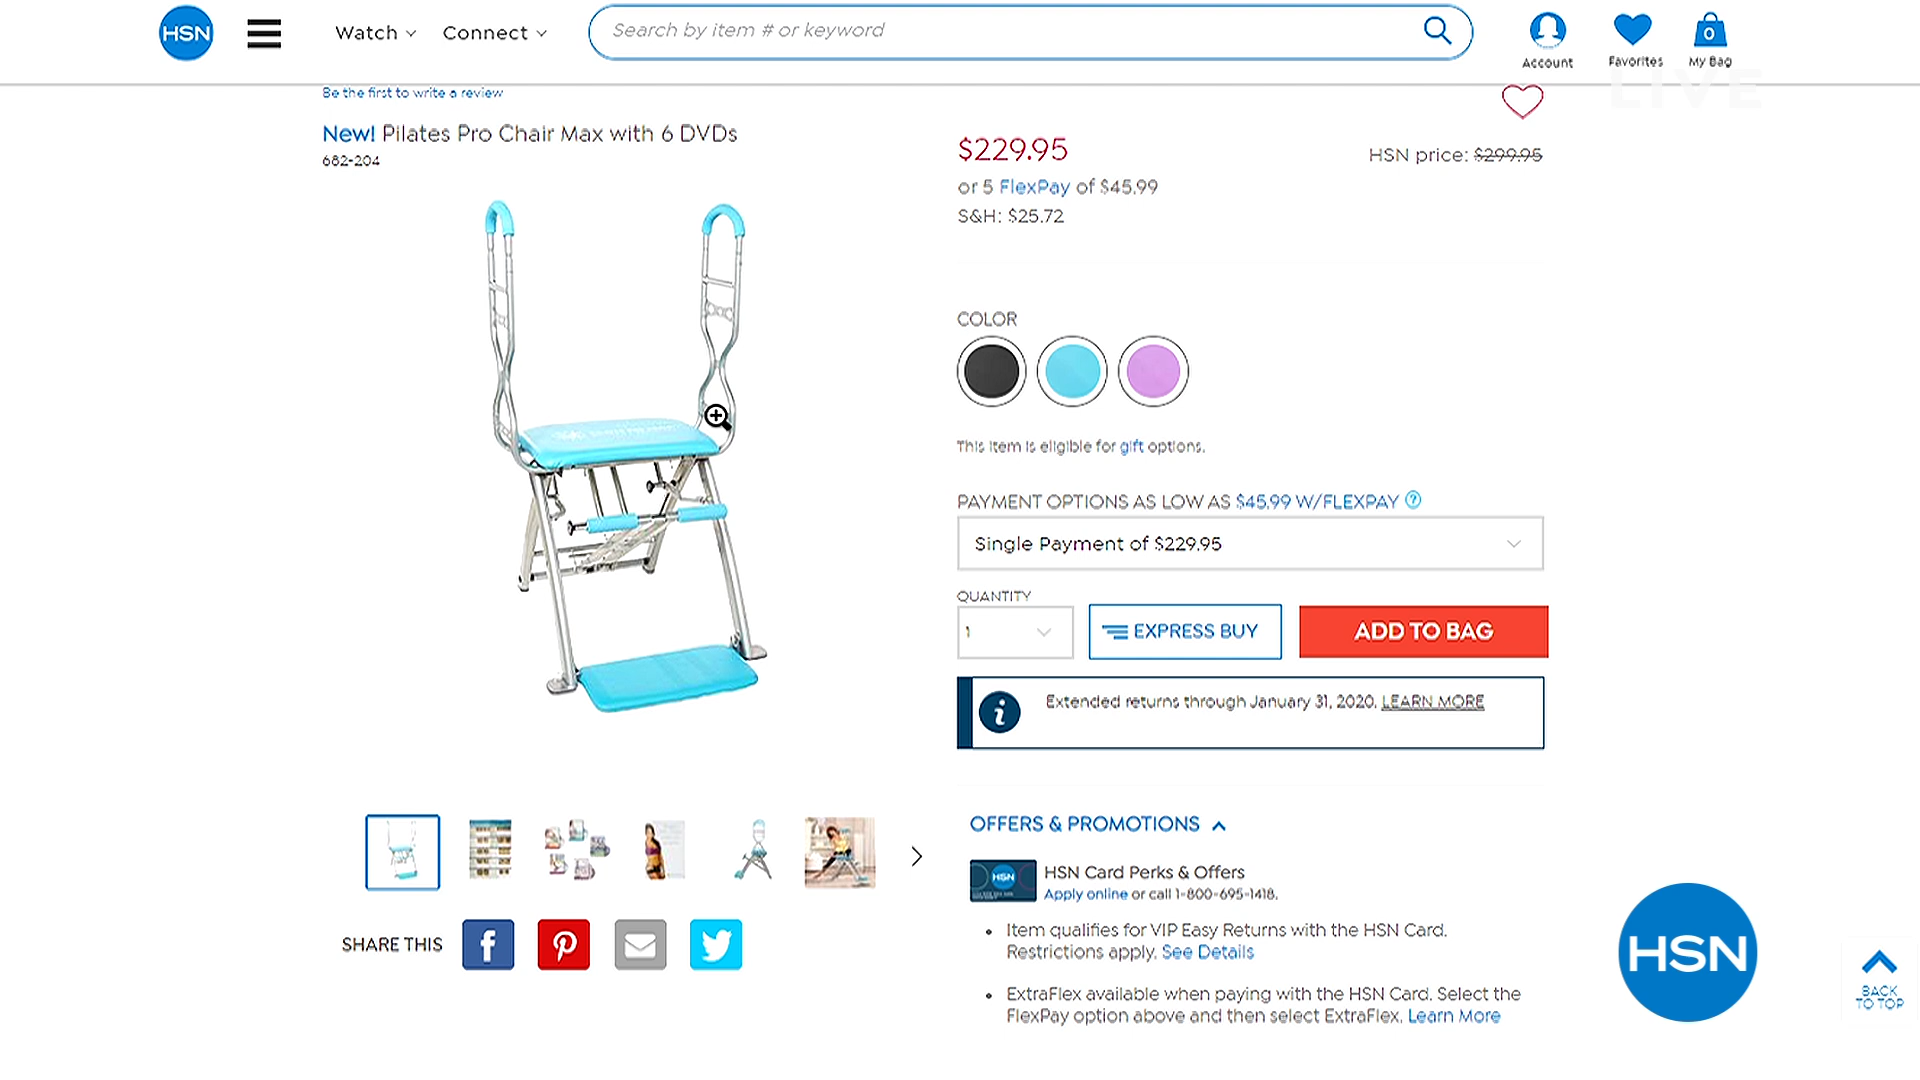 HSN
Watch
Connect
Search by item # or keyword
Account
Favorites
0
My Bag
LIVE
Be the first to write a review
New! Pilates Pro Chair Max with 6 DVDs
682-204
$229.95
HSN price: $299.95
or 5 FlexPay of $45.99
S&H: $25.72
COLOR
This item is eligible for gift options.
PAYMENT OPTIONS AS LOW AS $45.99 W/FLEXPAY ?
Single Payment of $229.95
QUANTITY
1
EXPRESS BUY
ADD TO BAG
i
Extended returns through January 31, 2020. LEARN MORE
OFFERS & PROMOTIONS
HSN
HSN Card Perks & Offers
Apply online or call 1-800-695-1418.
• Item qualifies for VIP Easy Returns with the HSN Card.
Restrictions apply. See Details
• ExtraFlex available when paying with the HSN Card. Select the
FlexPay option above and then select ExtraFlex. Learn More
SHARE THIS
HSN
BACK
TO TOP